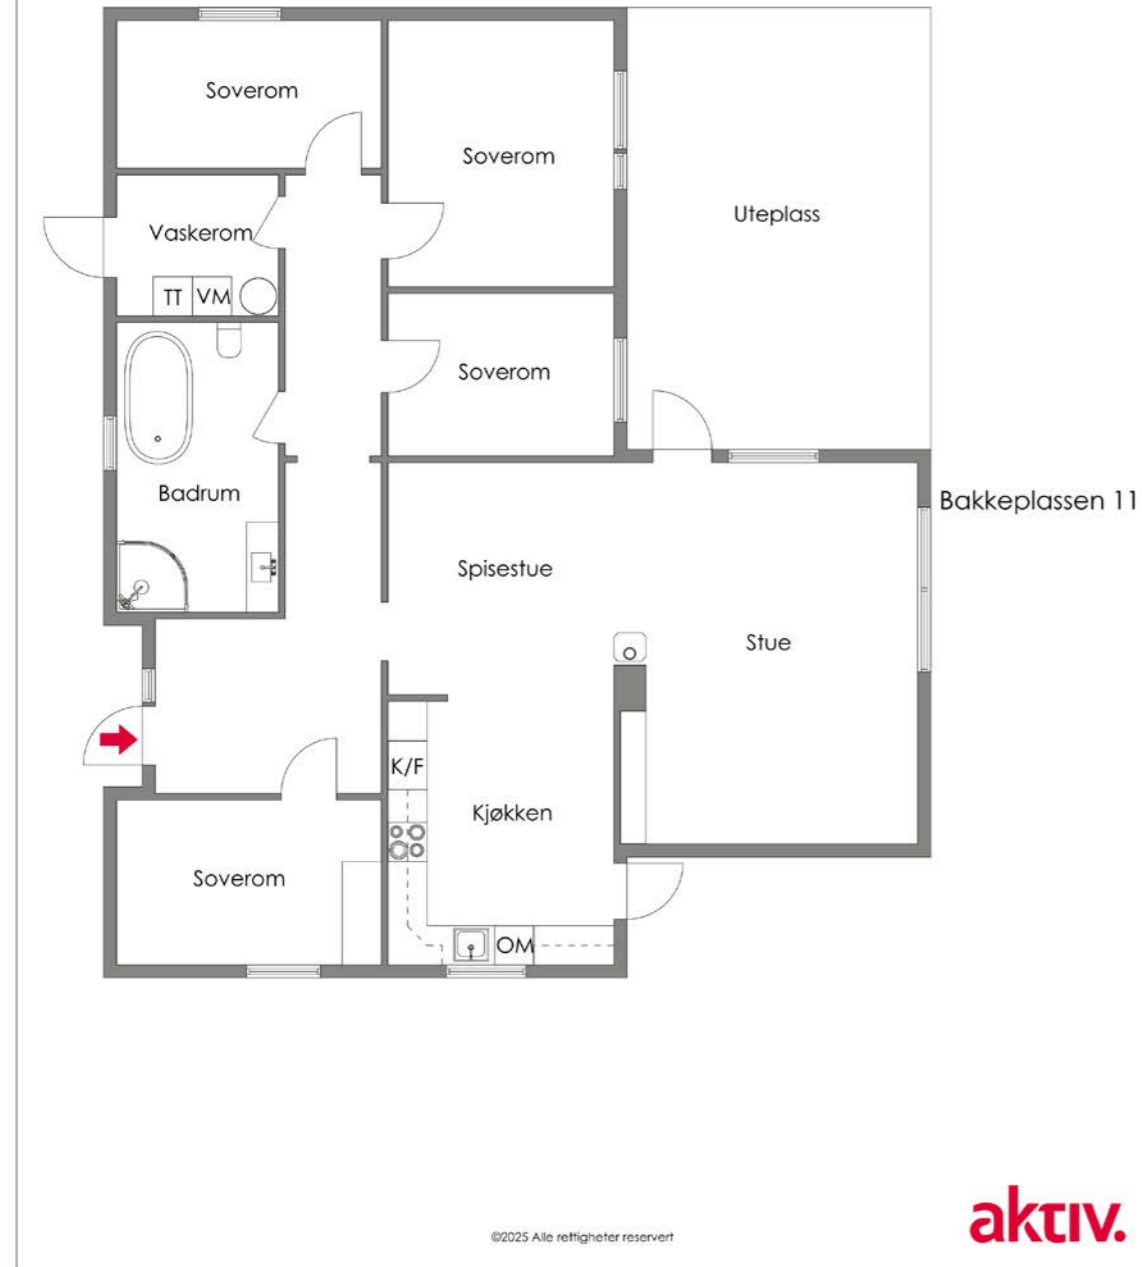 Soverom
Soverom
Uteplass
Vaskerom
TT
VM
Soverom
Badrum
Bakkeplassen 11
Spisestue
Stue
K/F
Kjøkken
Soverom
OM
©2025 Alle rettigheter reservert
aktiv.